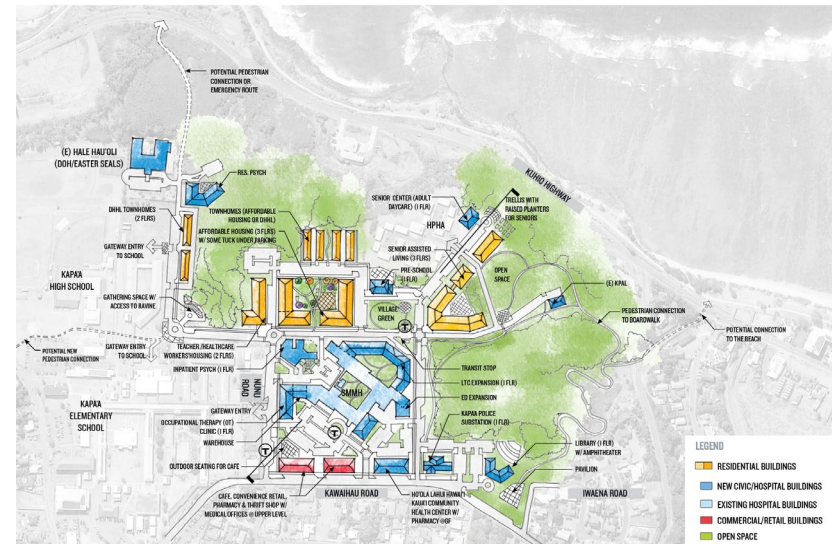 POTENTIAL PEDESTRIAN
CONNECTION OR
EMERGENCY ROUTE
(E) HALE HAU'OLI
(DOH/EASTER SEALS)
RES. PSYCH
KUHIO HIGHWAY
DHHL TOWNHOMES
(2 FLRS)
TOWNHOMES (AFFORDABLE
HOUSING OR DHHL)
AFFORDABLE HOUSING (3 FLRS)
W/ SOME TUCK UNDER PARKING
SENIOR CENTER (ADULT
DAYCARE) (1 FLR)
HPHA
TRELLIS WITH
RAISED PLANTERS
FOR SENIORS
GATEWAY ENTRY
TO SCHOOL
SENIOR ASSISTED
LIVING (3 FLRS)
PRE-SCHOOL
(1 FLR)
OPEN
SPACE
(E) KPAL
KAPA'A
HIGH SCHOOL
GATHERING SPACE W/
ACCESS TO RAVINE
VILLAGE
GREEN
T
PEDESTRIAN CONNECTION
TO BOARDWALK
POTENTIAL CONNECTION
TO THE BEACH
POTENTIAL NEW
PEDESTRIAN CONNECTION
GATEWAY ENTRY
TO SCHOOL
TEACHER/HEALTHCARE
WORKERS'HOUSING (2 FLRS)
INPATIENT PSYCH (1 FLR)
NUNU
ROAD
SMMH
TRANSIT STOP
LTC EXPANSION (1 FLR)
ED EXPANSION
KAPA'A
ELEMENTARY
SCHOOL
GATEWAY ENTRY
OCCUPATIONAL THERAPY (OT)
CLINIC (1 FLR)
WAREHOUSE
T
T
KAPAA POLICE
SUBSTATION (1 FLR)
LIBRARY (1 FLR)
W/ AMPHITHEATER
OUTDOOR SEATING FOR CAFE
PAVILION
CAFE, CONVENIENCE RETAIL,
PHARMACY & THRIFT SHOP W/
MEDICAL OFFICES @ UPPER LEVEL
KAWAIHAU ROAD
HO'OLA LAHUI HAWAI'I
KAUA'I COMMUNITY
HEALTH CENTER W/
PHARMACY @GF
IWAENA ROAD
LEGEND
RESIDENTIAL BUILDINGS
NEW CIVIC/HOSPITAL BUILDINGS
EXISTING HOSPITAL BUILDINGS
COMMERCIAL/RETAIL BUILDINGS
OPEN SPACE